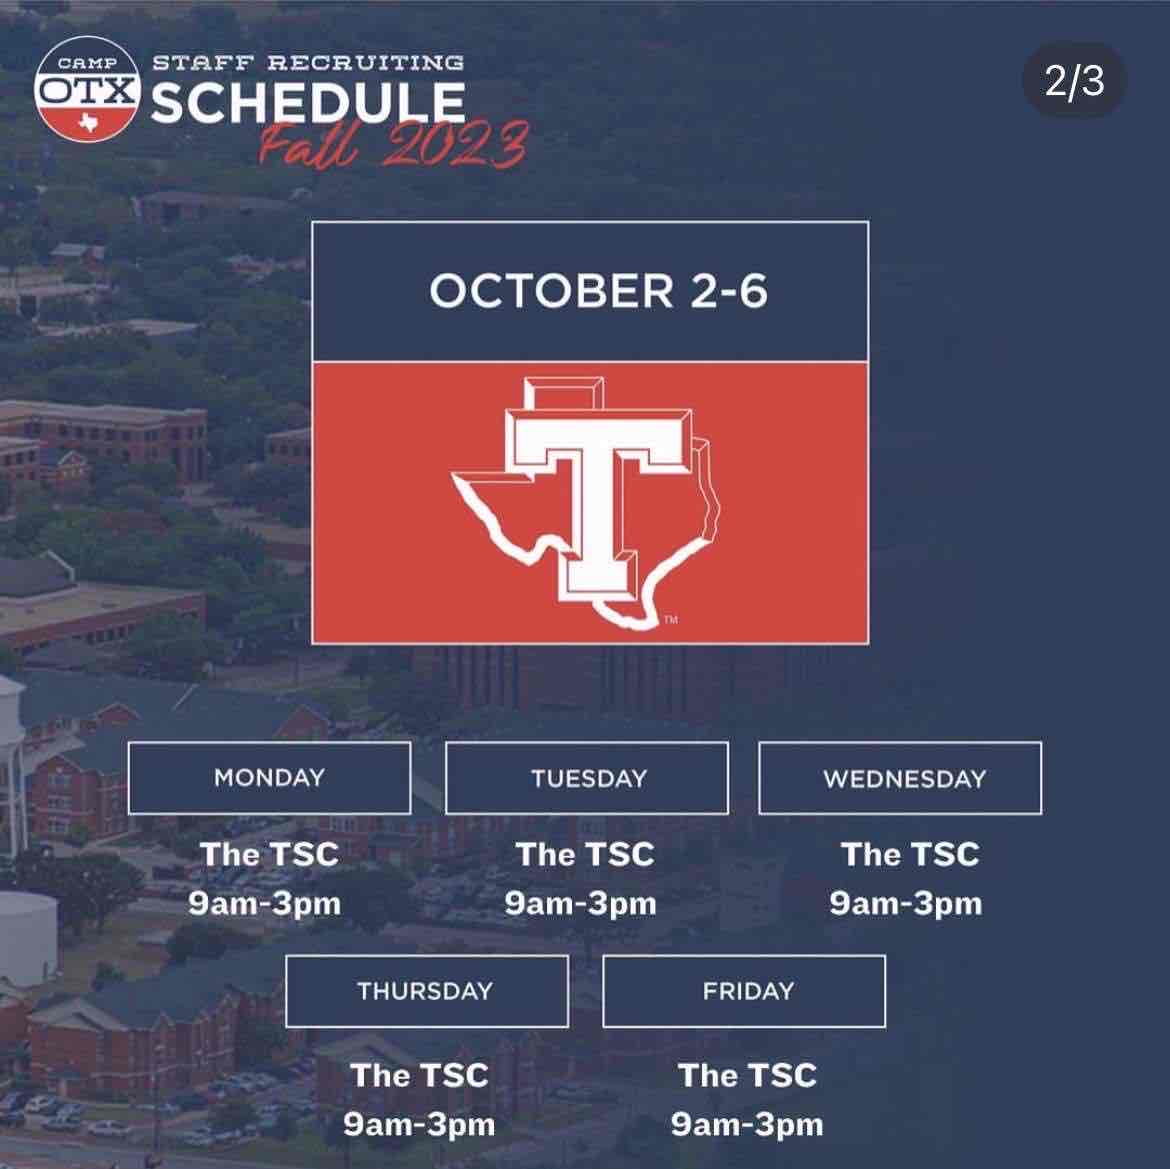 CAMP
OTX
STAFF RECRUITING
SCHEDULE
Fall 2023
2/3
OCTOBER 2-6
T
TM
MONDAY
TUESDAY
WEDNESDAY
The TSC
9am-3pm
The TSC
9am-3pm
The TSC
9am-3pm
THURSDAY
FRIDAY
The TSC
9am-3pm
The TSC
9am-3pm